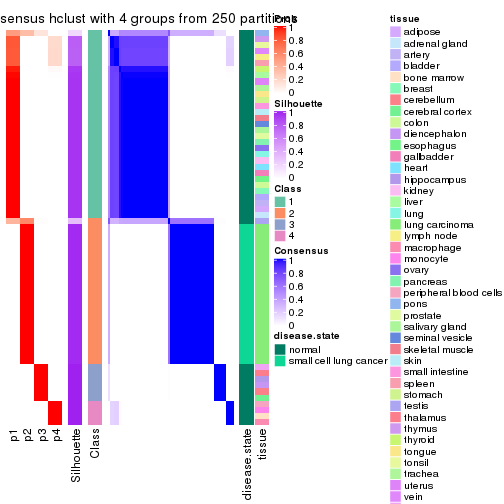 sensus hclust with 4 groups from 250 partitions
Prob
1
0.8
0.6
0.4
0.2
0
Silhouette
1
0.8
0.6
0.4
0.2
0
Class
1
2
3
4
Consensus
1
0.8
0.6
0.4
0.2
0
disease.state
normal
small cell lung cancer
tissue
adipose
adrenal gland
artery
bladder
bone marrow
breast
cerebellum
cerebral cortex
colon
diencephalon
esophagus
gallbadder
heart
hippocampus
kidney
liver
lung
lung carcinoma
lymph node
macrophage
monocyte
ovary
pancreas
peripheral blood cells
pons
prostate
salivary gland
seminal vesicle
skeletal muscle
skin
small intestine
spleen
stomach
testis
thalamus
thymus
thyroid
tongue
tonsil
trachea
uterus
vein
p1
p2
p3
p4
Silhouette
Class
disease.state
tissue